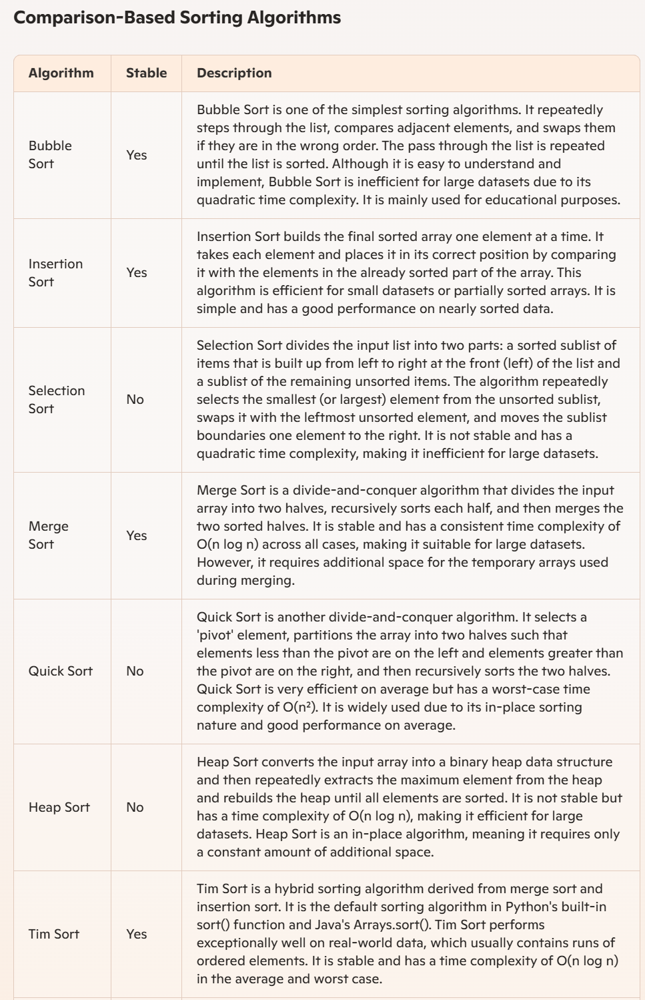 Comparison-Based Sorting Algorithms
Algorithm
Stable
Description
Bubble
Sort
Yes
Bubble Sort is one of the simplest sorting algorithms. It repeatedly
steps through the list, compares adjacent elements, and swaps them
if they are in the wrong order. The pass through the list is repeated
until the list is sorted. Although it is easy to understand and
implement, Bubble Sort is inefficient for large datasets due to its
quadratic time complexity. It is mainly used for educational purposes.
Insertion
Sort
Yes
Insertion Sort builds the final sorted array one element at a time. It
takes each element and places it in its correct position by comparing
it with the elements in the already sorted part of the array. This
algorithm is efficient for small datasets or partially sorted arrays. It is
simple and has a good performance on nearly sorted data.
Selection
Sort
No
Selection Sort divides the input list into two parts: a sorted sublist of
items that is built up from left to right at the front (left) of the list and
a sublist of the remaining unsorted items. The algorithm repeatedly
selects the smallest (or largest) element from the unsorted sublist,
swaps it with the leftmost unsorted element, and moves the sublist
boundaries one element to the right. It is not stable and has a
quadratic time complexity, making it inefficient for large datasets.
Merge
Sort
Yes
Merge Sort is a divide-and-conquer algorithm that divides the input
array into two halves, recursively sorts each half, and then merges the
two sorted halves. It is stable and has a consistent time complexity of
O(n log n) across all cases, making it suitable for large datasets.
However, it requires additional space for the temporary arrays used
during merging.
Quick Sort
No
Quick Sort is another divide-and-conquer algorithm. It selects a
'pivot' element, partitions the array into two halves such that
elements less than the pivot are on the left and elements greater than
the pivot are on the right, and then recursively sorts the two halves.
Quick Sort is very efficient on average but has a worst-case time
complexity of O(n²). It is widely used due to its in-place sorting
nature and good performance on average.
Heap Sort
No
Heap Sort converts the input array into a binary heap data structure
and then repeatedly extracts the maximum element from the heap
and rebuilds the heap until all elements are sorted. It is not stable but
has a time complexity of O(n log n), making it efficient for large
datasets. Heap Sort is an in-place algorithm, meaning it requires only
a constant amount of additional space.
Tim Sort
Yes
Tim Sort is a hybrid sorting algorithm derived from merge sort and
insertion sort. It is the default sorting algorithm in Python's built-in
sort() function and Java's Arrays.sort(). Tim Sort performs
exceptionally well on real-world data, which usually contains runs of
ordered elements. It is stable and has a time complexity of O(n log n)
in the average and worst case.